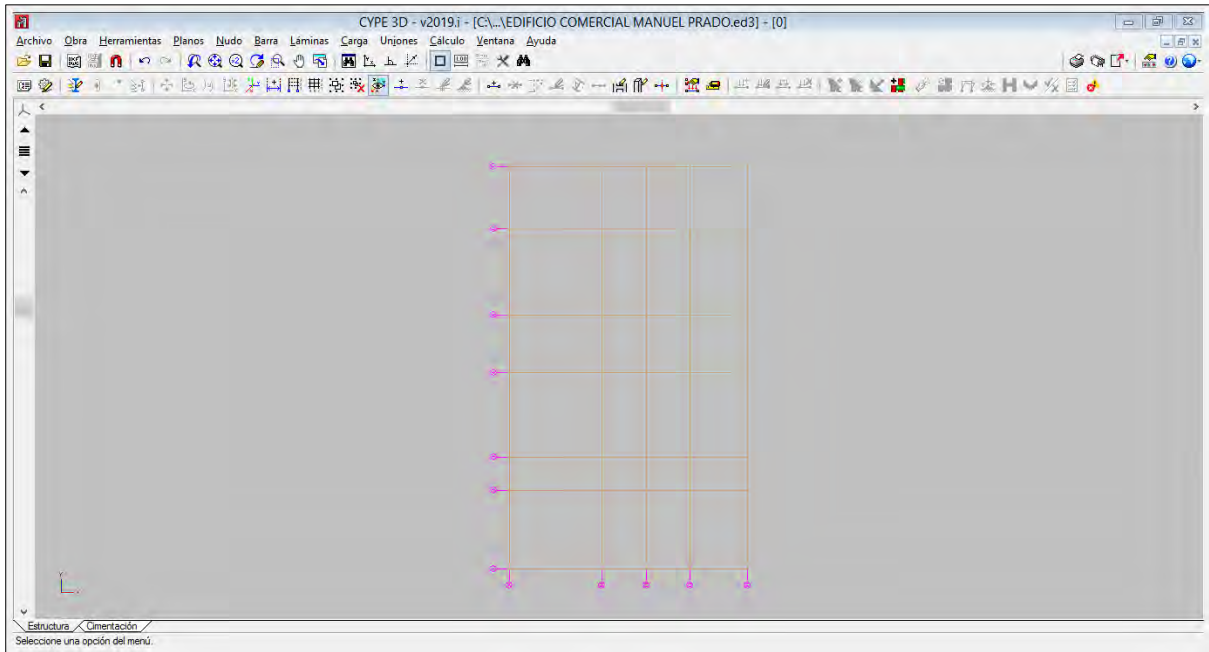 CYPE 3D - v2019.i - [C:\...\EDIFICIO COMERCIAL MANUEL PRADO.ed3] - [0]
Archivo Obra Herramientas Planos Nudo Barra Láminas Carga Uniones Cálculo Ventana Ayuda
Estructura Cimentación
Seleccione una opción del menú.